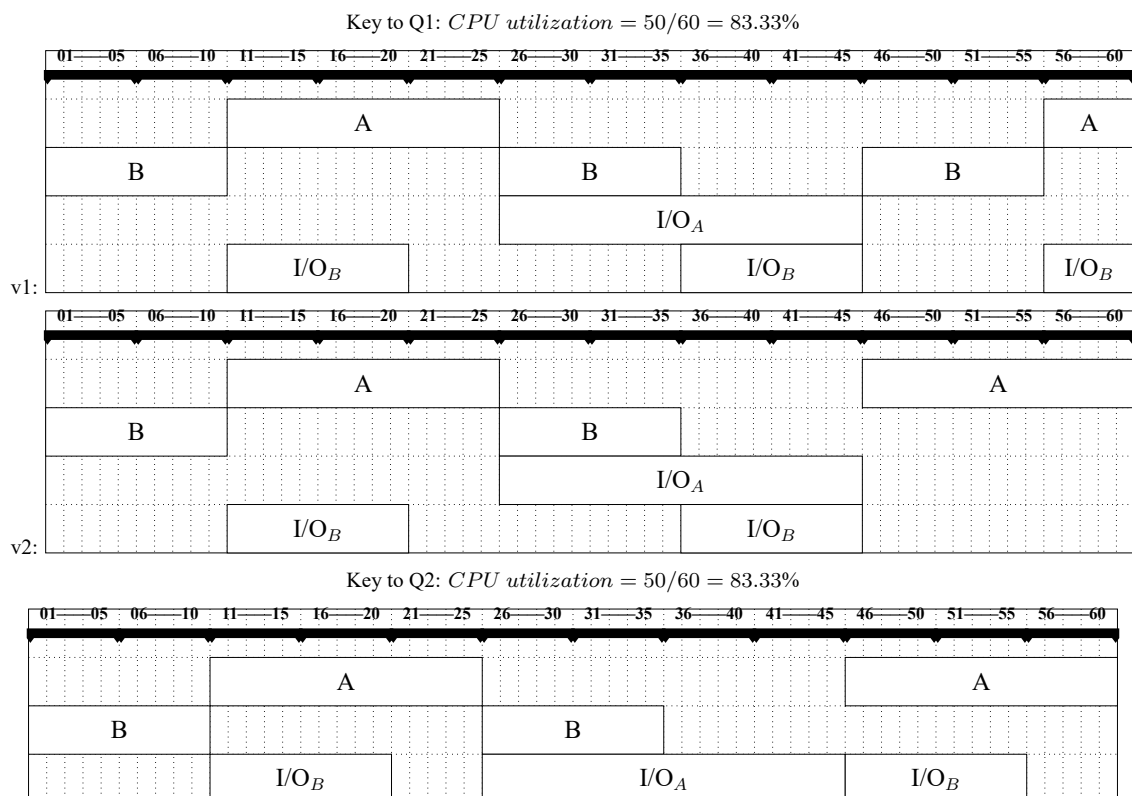 Key to Q1: CPU utilization = 50/60 = 83.33%
01——05 06——10 11——15 16——20 21——25 26——30 31——35 36——40 41——45 46——50 51——55 56——60
A A
B B B
I/O_A
v1: I/O_B I/O_B I/O_B
01——05 06——10 11——15 16——20 21——25 26——30 31——35 36——40 41——45 46——50 51——55 56——60
A A
B B
I/O_A
v2: I/O_B I/O_B
Key to Q2: CPU utilization = 50/60 = 83.33%
01——05 06——10 11——15 16——20 21——25 26——30 31——35 36——40 41——45 46——50 51——55 56——60
A A
B B
I/O_B I/O_A I/O_B